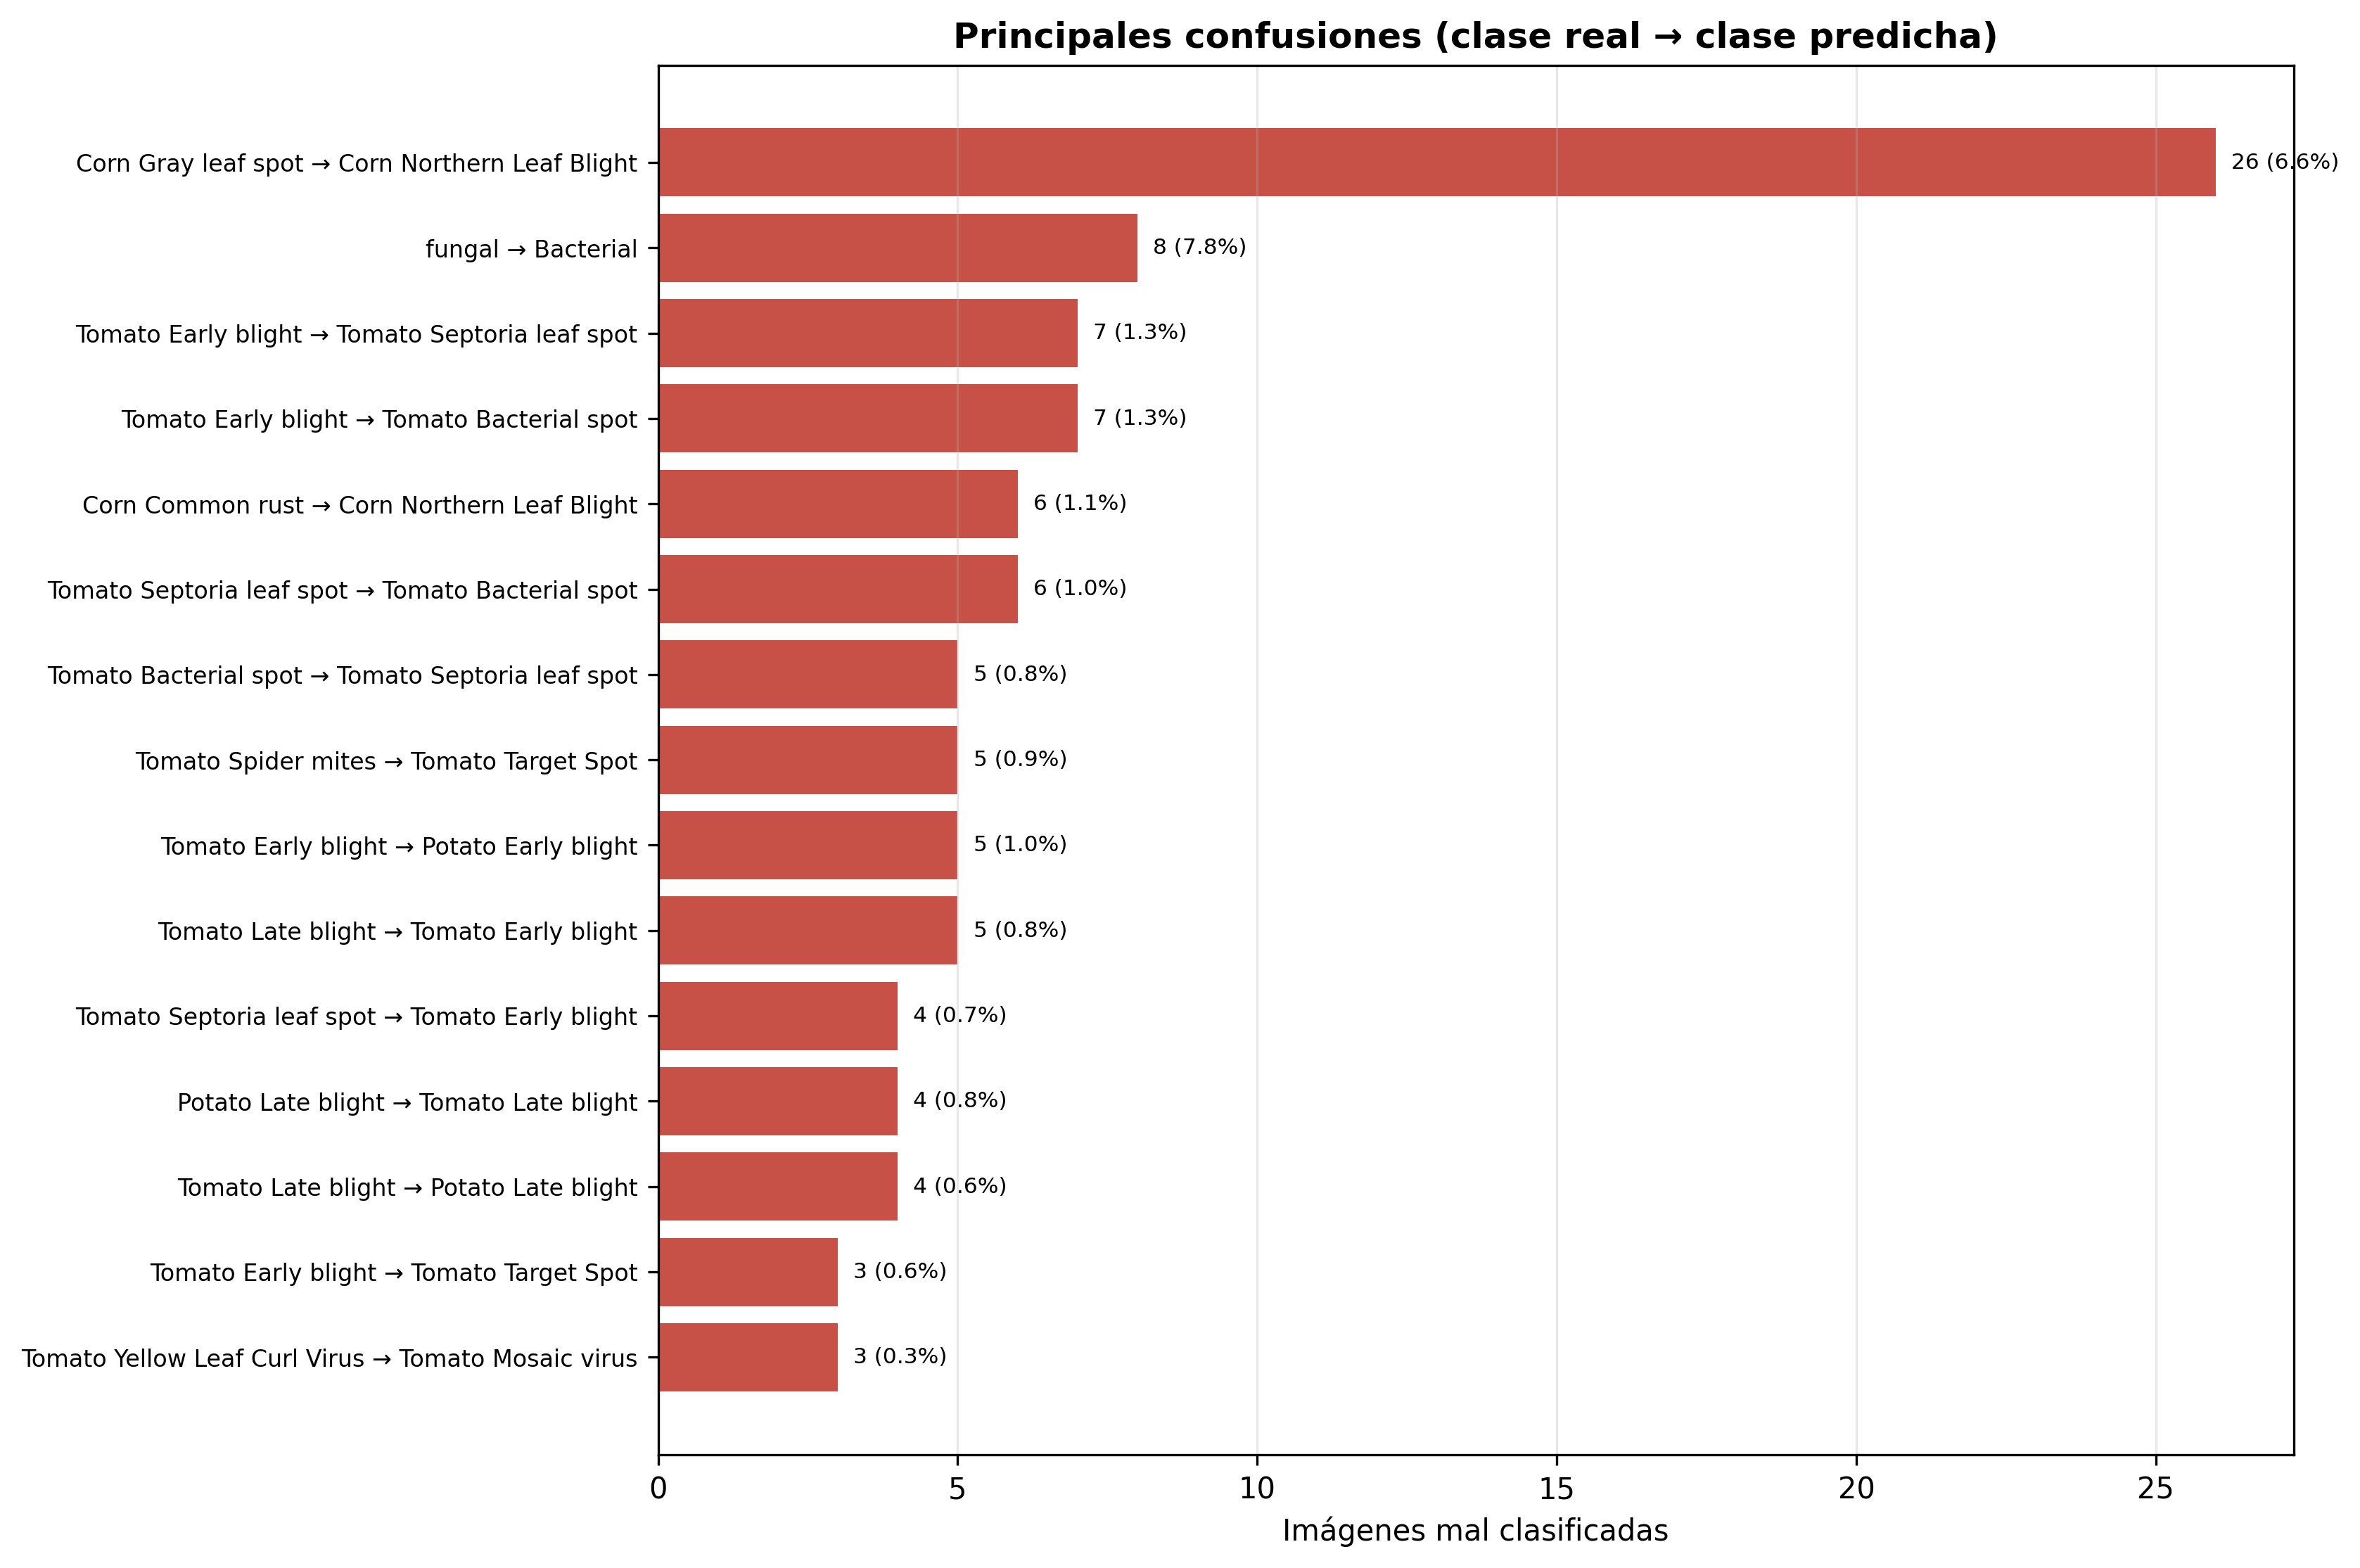 Principales confusiones (clase real → clase predicha)
Corn Gray leaf spot → Corn Northern Leaf Blight
26 (6.6%)
fungal → Bacterial
8 (7.8%)
Tomato Early blight → Tomato Septoria leaf spot
7 (1.3%)
Tomato Early blight → Tomato Bacterial spot
7 (1.3%)
Corn Common rust → Corn Northern Leaf Blight
6 (1.1%)
Tomato Septoria leaf spot → Tomato Bacterial spot
6 (1.0%)
Tomato Bacterial spot → Tomato Septoria leaf spot
5 (0.8%)
Tomato Spider mites → Tomato Target Spot
5 (0.9%)
Tomato Early blight → Potato Early blight
5 (1.0%)
Tomato Late blight → Tomato Early blight
5 (0.8%)
Tomato Septoria leaf spot → Tomato Early blight
4 (0.7%)
Potato Late blight → Tomato Late blight
4 (0.8%)
Tomato Late blight → Potato Late blight
4 (0.6%)
Tomato Early blight → Tomato Target Spot
3 (0.6%)
Tomato Yellow Leaf Curl Virus → Tomato Mosaic virus
3 (0.3%)
0 5 10 15 20 25
Imágenes mal clasificadas